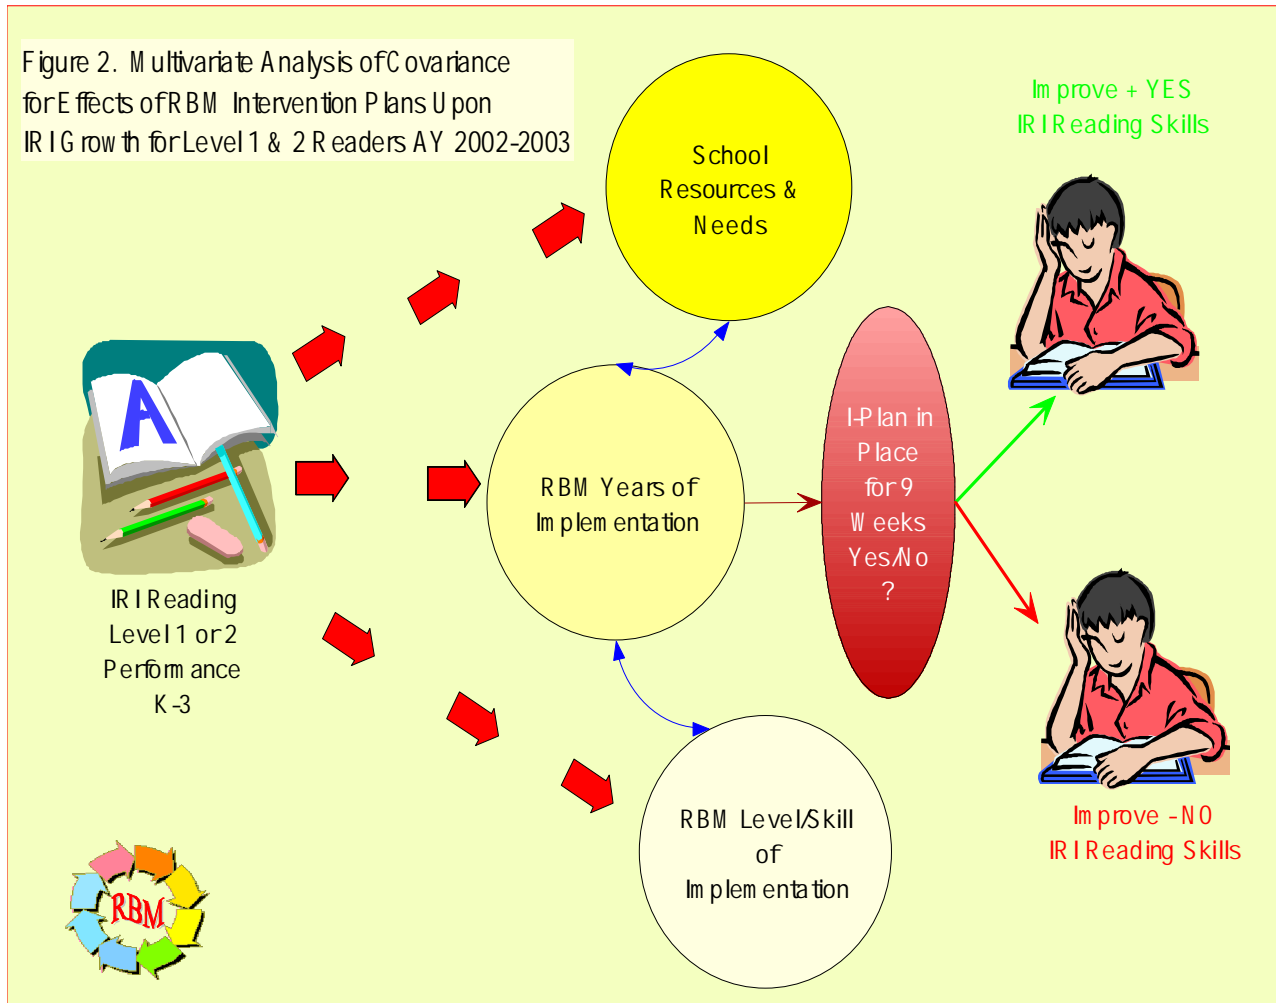 Figure 2. Multivariate Analysis of Covariance
for Effects of RBM Intervention Plans Upon
IRI Growth for Level 1 & 2 Readers AY 2002-2003
Improve + YES
IRI Reading Skills
School
Resources &
Needs
A
I-Plan in
Place
for 9
Weeks
Yes/No
?
RBM Years of
Implementation
IRI Reading
Level 1 or 2
Performance
K-3
RBM Level/Skill
of
Implementation
Improve - NO
IRI Reading Skills
RBM